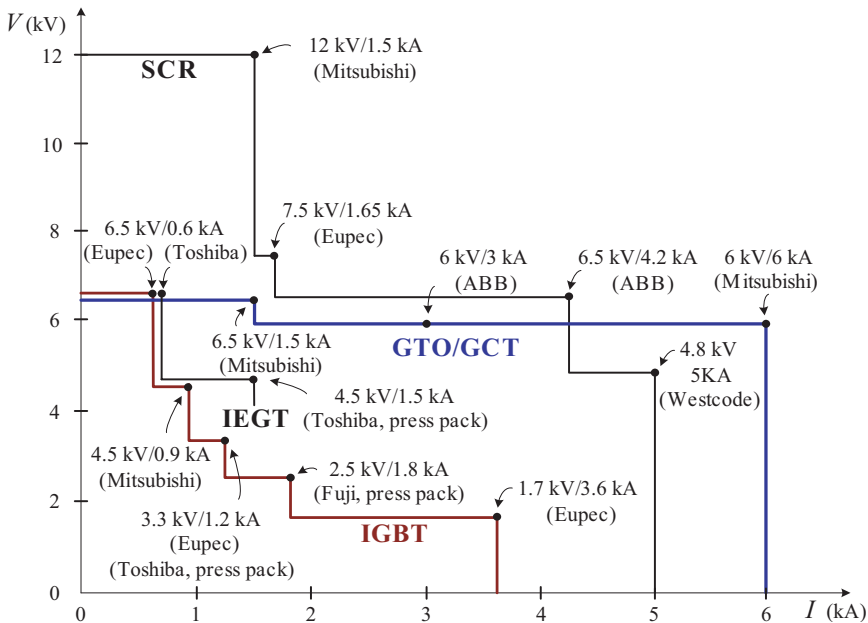 V (kV)
12
10
8
6
4
2
0
SCR
12 kV/1.5 kA
(Mitsubishi)
7.5 kV/1.65 kA
(Eupec)
6.5 kV/0.6 kA
(Eupec) (Toshiba)
6 kV/3 kA
(ABB)
6.5 kV/4.2 kA
(ABB)
6 kV/6 kA
(Mitsubishi)
6.5 kV/1.5 kA
(Mitsubishi)
GTO/GCT
4.8 kV
5KA
(Westcode)
4.5 kV/1.5 kA
(Toshiba, press pack)
IEGT
4.5 kV/0.9 kA
(Mitsubishi)
2.5 kV/1.8 kA
(Fuji, press pack)
1.7 kV/3.6 kA
(Eupec)
3.3 kV/1.2 kA
(Eupec)
(Toshiba, press pack)
IGBT
0 1 2 3 4 5 6 I (kA)